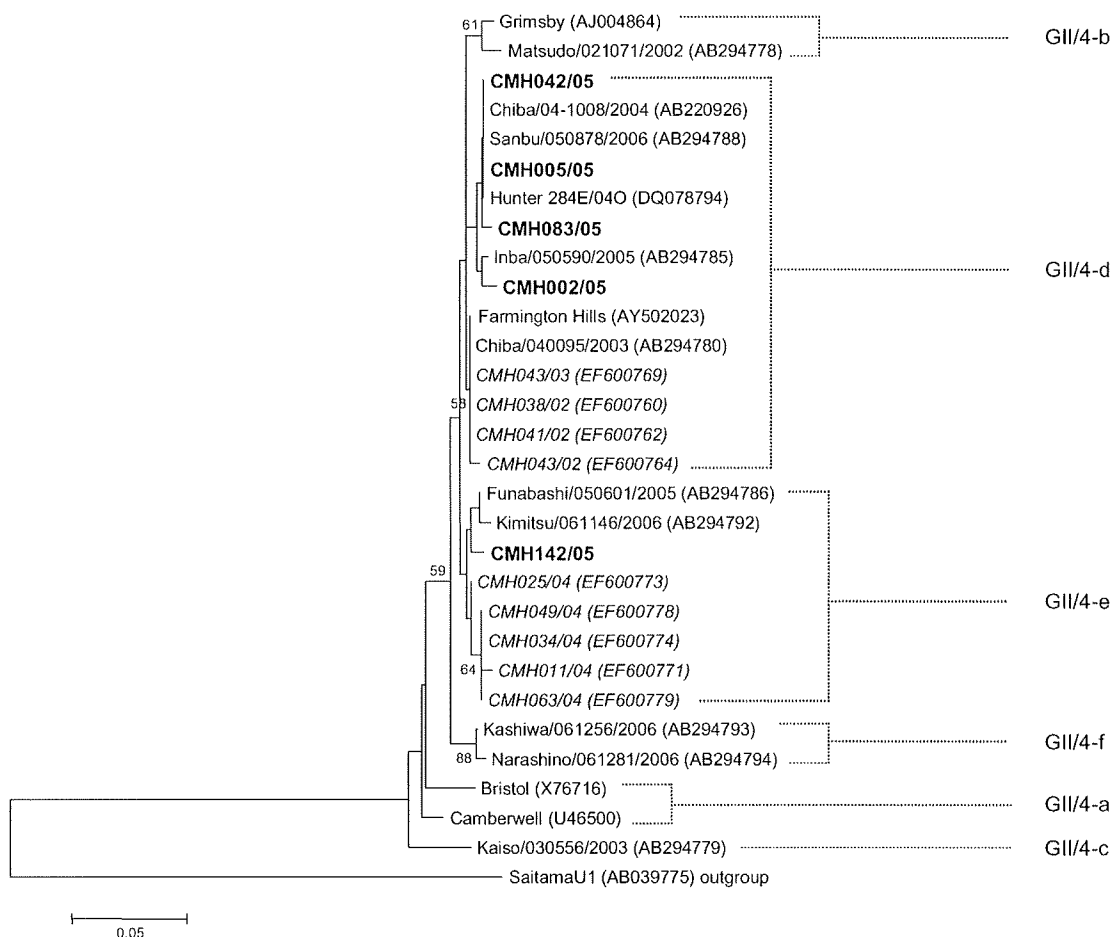 61
Grimsby (AJ004864)
GII/4-b
Matsudo/021071/2002 (AB294778)
CMH042/05
Chiba/04-1008/2004 (AB220926)
Sanbu/050878/2006 (AB294788)
CMH005/05
Hunter 284E/04O (DQ078794)
CMH083/05
Inba/050590/2005 (AB294785)
GII/4-d
CMH002/05
Farmington Hills (AY502023)
Chiba/040095/2003 (AB294780)
CMH043/03 (EF600769)
58
CMH038/02 (EF600760)
CMH041/02 (EF600762)
CMH043/02 (EF600764)
Funabashi/050601/2005 (AB294786)
Kimitsu/061146/2006 (AB294792)
CMH142/05
59
CMH025/04 (EF600773)
GII/4-e
CMH049/04 (EF600778)
CMH034/04 (EF600774)
64
CMH011/04 (EF600771)
CMH063/04 (EF600779)
Kashiwa/061256/2006 (AB294793)
GII/4-f
88
Narashino/061281/2006 (AB294794)
Bristol (X76716)
GII/4-a
Camberwell (U46500)
Kaiso/030556/2003 (AB294779)
GII/4-c
SaitamaU1 (AB039775) outgroup
0.05